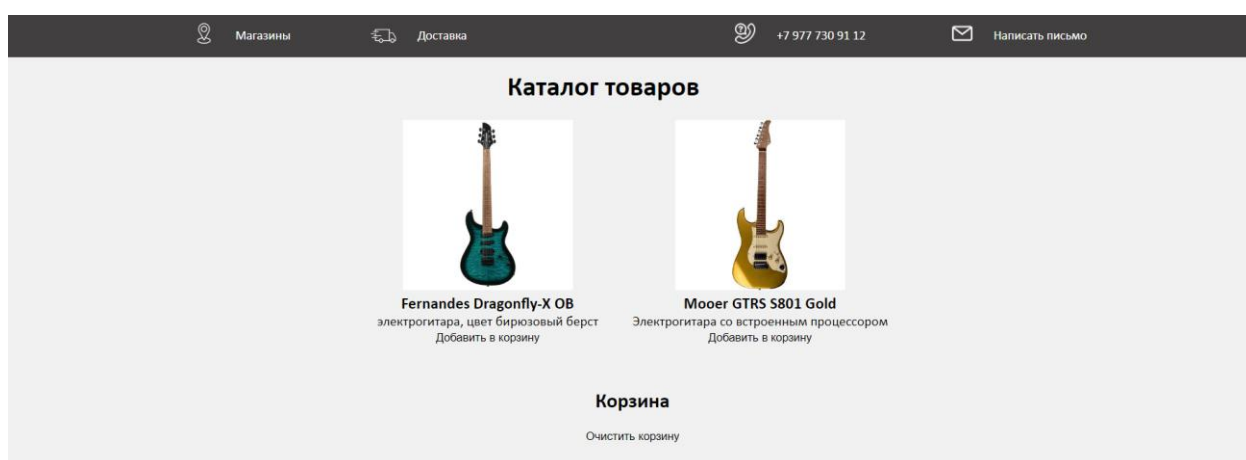 Магазины Доставка +7 977 730 91 12 Написать письмо
Каталог товаров
Fernandes Dragonfly-X OB
электрогитара, цвет бирюзовый берст
Добавить в корзину
Mooer GTRS S801 Gold
Электрогитара со встроенным процессором
Добавить в корзину
Корзина
Очистить корзину